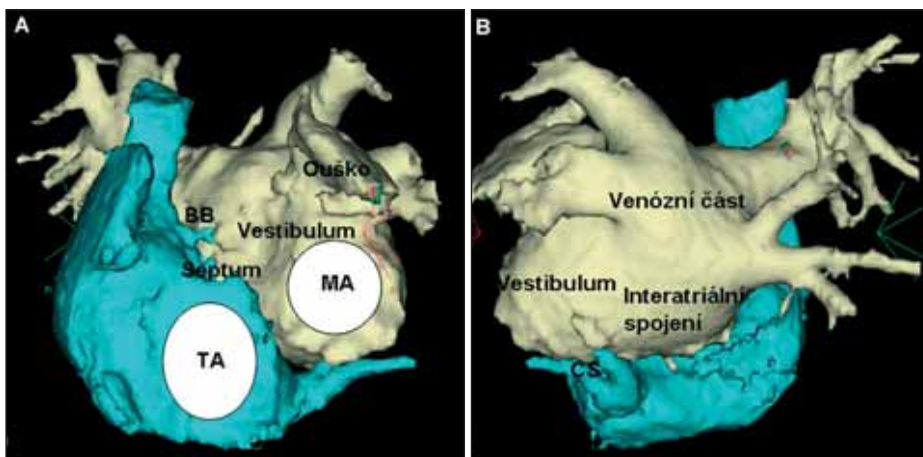 A
Ouško
BB
Vestibulum
Septum
MA
TA
B
Venózní část
Vestibulum
Interatriální
spojení
CS